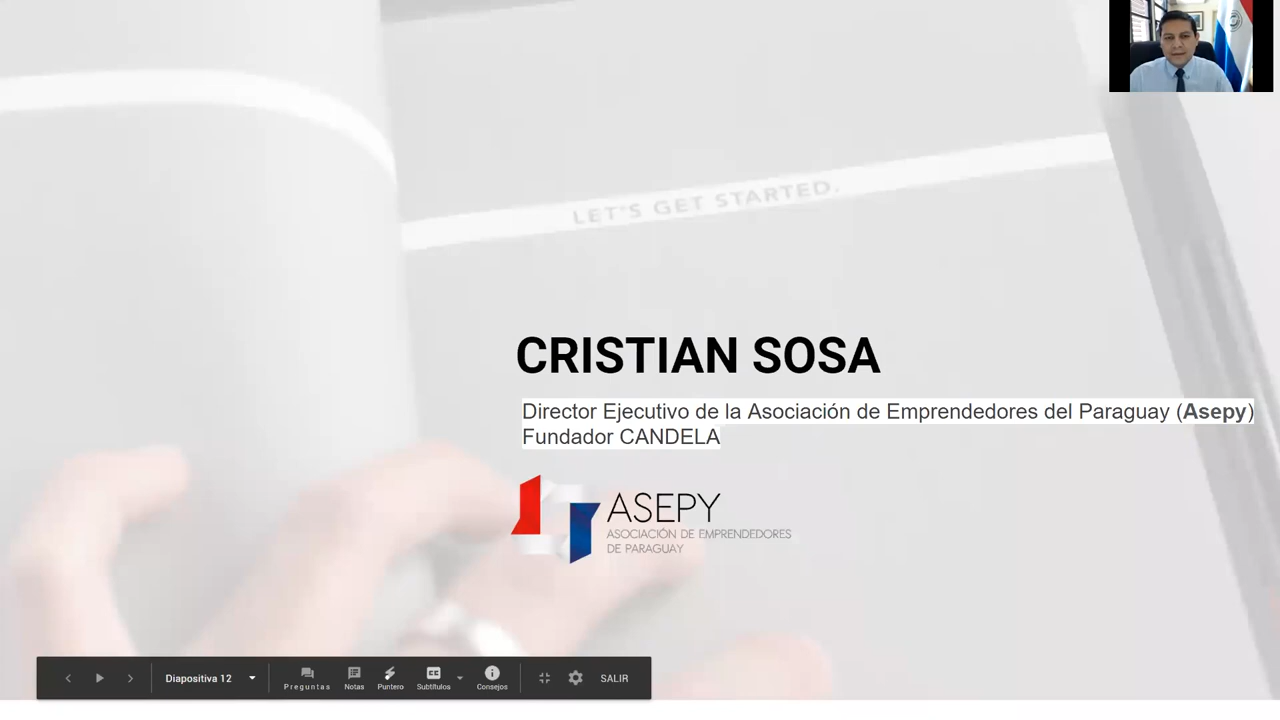 LET'S GET STARTED.
CRISTIAN SOSA
Director Ejecutivo de la Asociación de Emprendedores del Paraguay (Asepy)
Fundador CANDELA
ASEPY
ASOCIACIÓN DE EMPRENDEDORES
DE PARAGUAY
Diapositiva 12
Preguntas
Notas
Puntero
CC
Subtítulos
Consejos
SALIR